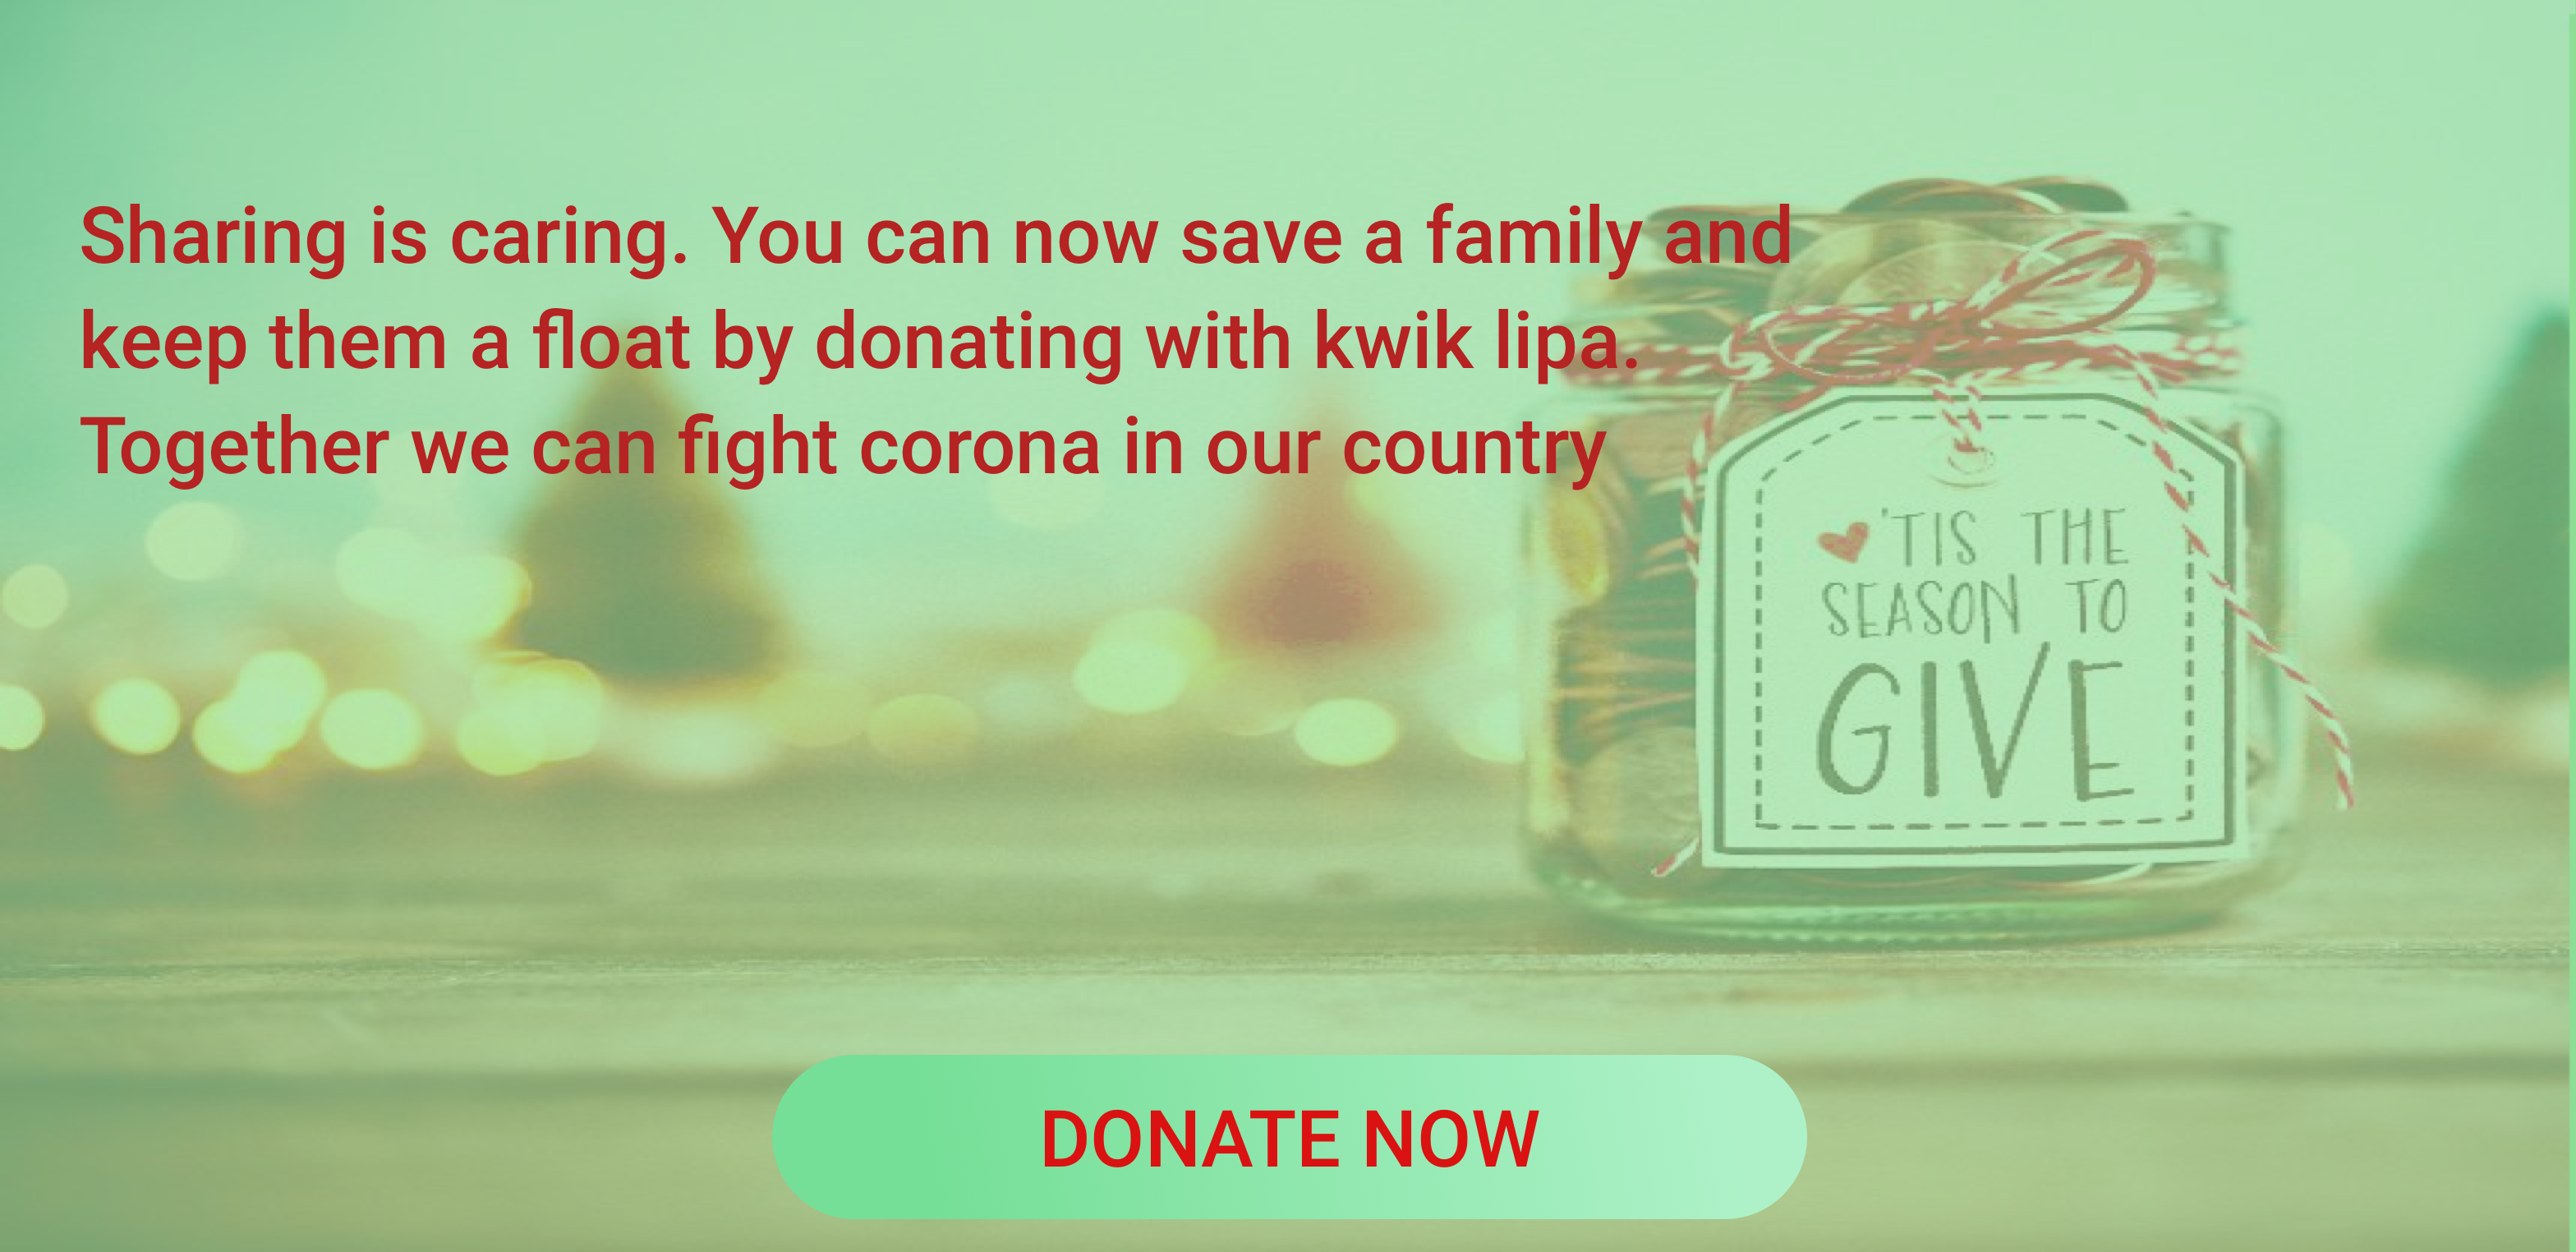 Sharing is caring. You can now save a family and
keep them a float by donating with kwik lipa.
Together we can fight corona in our country
'TIS THE
SEASON TO
GIVE
DONATE NOW